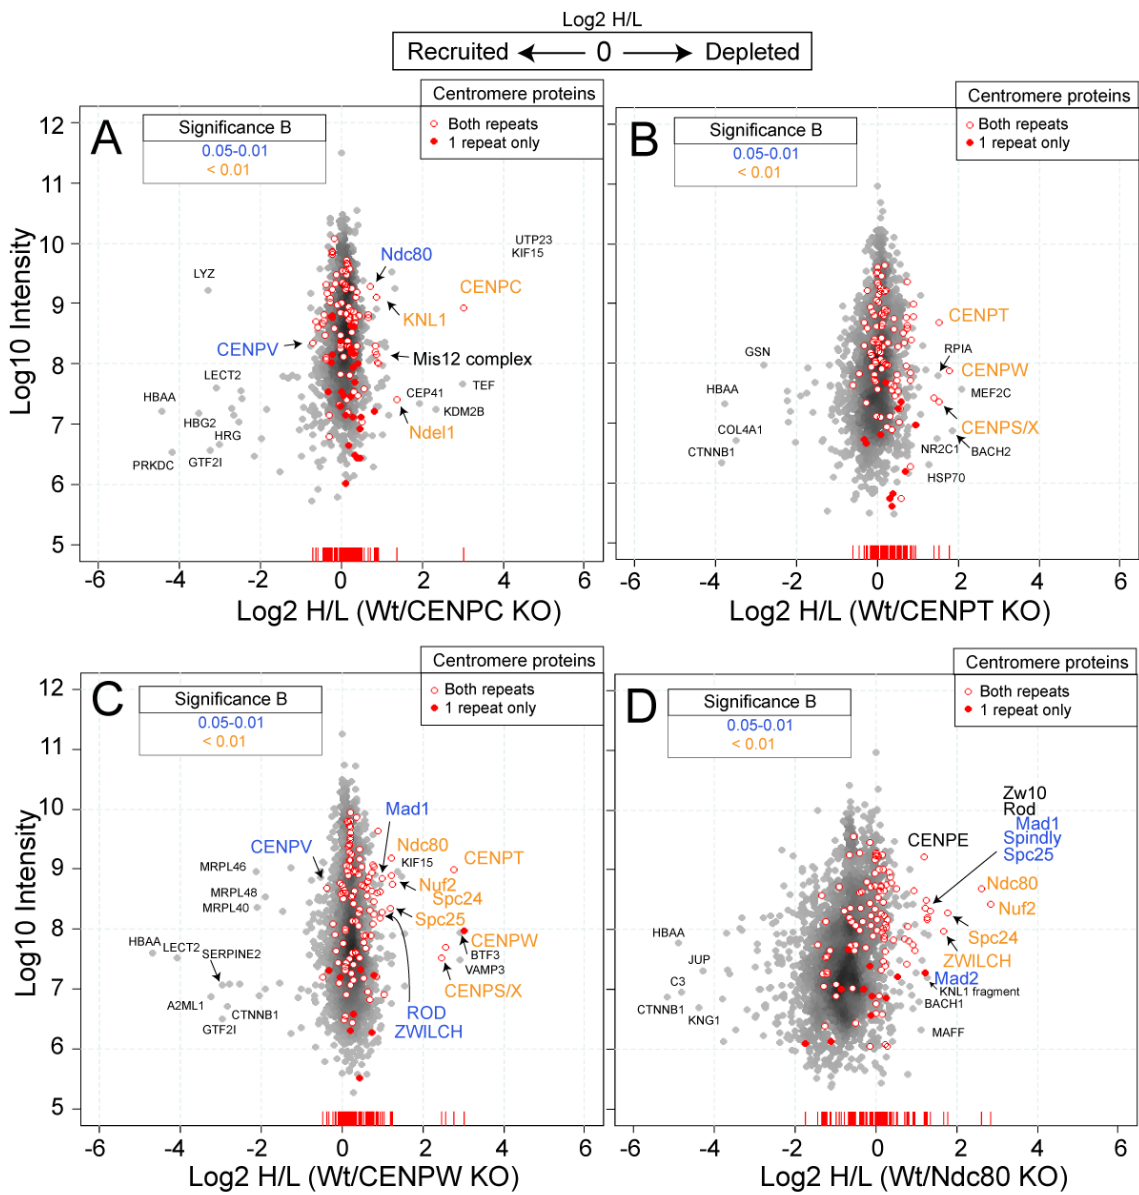 Log2 H/L
Recruited 0 Depleted
A
Significance B
0.05-0.01
< 0.01
Centromere proteins
Both repeats
1 repeat only
12
11
10
9
8
7
6
5
Log10 Intensity
LYZ
UTP23
KIF15
Ndc80
CENPC
KNL1
CENPV
Mis12 complex
LECT2
TEF
CEP41
HBAA
KDM2B
HBG2
Ndel1
HRG
GTF2I
PRKDC
-6 -4 -2 0 2 4 6
Log2 H/L (Wt/CENPC KO)
B
Significance B
0.05-0.01
< 0.01
Centromere proteins
Both repeats
1 repeat only
CENPT
GSN
RPIA
CENPW
HBAA
MEF2C
COL4A1
CENPS/X
CTNNB1
NR2C1
BACH2
HSP70
-6 -4 -2 0 2 4 6
Log2 H/L (Wt/CENPT KO)
C
Significance B
0.05-0.01
< 0.01
Centromere proteins
Both repeats
1 repeat only
12
11
10
9
8
7
6
5
Log10 Intensity
Mad1
CENPV
Ndc80
KIF15
CENPT
MRPL46
Nuf2
MRPL48
Spc24
MRPL40
Spc25
HBAA
LECT2
SERPINE2
CENPW
BTF3
VAMP3
CENPS/X
A2ML1
CTNNB1
GTF2I
ROD
ZWILCH
-6 -4 -2 0 2 4 6
Log2 H/L (Wt/CENPW KO)
D
Significance B
0.05-0.01
< 0.01
Centromere proteins
Both repeats
1 repeat only
Zw10
Rod
Mad1
CENPE
Spindly
Spc25
Ndc80
Nuf2
HBAA
Spc24
JUP
ZWILCH
C3
Mad2
KNL1 fragment
CTNNB1
BACH1
KNG1
MAFF
-6 -4 -2 0 2 4 6
Log2 H/L (Wt/Ndc80 KO)